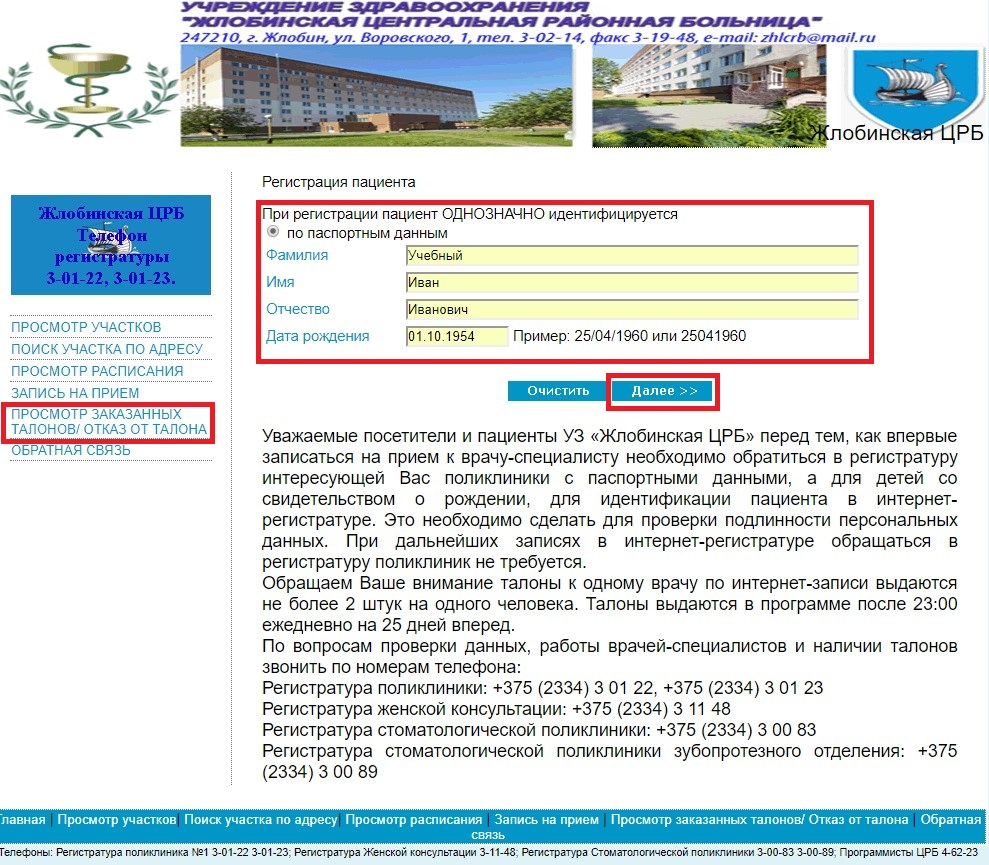 УЧРЕЖДЕНИЕ ЗДРАВООХРАНЕНИЯ
"ЖЛОБИНСКАЯ ЦЕНТРАЛЬНАЯ РАЙОННАЯ БОЛЬНИЦА"
247210, г. Жлобин, ул. Воровского, 1, тел. 3-02-14, факс 3-19-48, e-mail: zhlcrb@mail.ru
Жлобинская ЦРБ
Жлобинская ЦРБ
Телефон
регистратуры
3-01-22, 3-01-23.
ПРОСМОТР УЧАСТКОВ
ПОИСК УЧАСТКА ПО АДРЕСУ
ПРОСМОТР РАСПИСАНИЯ
ЗАПИСЬ НА ПРИЕМ
ПРОСМОТР ЗАКАЗАННЫХ
ТАЛОНОВ/ ОТКАЗ ОТ ТАЛОНА
ОБРАТНАЯ СВЯЗЬ
Регистрация пациента
При регистрации пациент ОДНОЗНАЧНО идентифицируется
по паспортным данным
Фамилия Учебный
Имя Иван
Отчество Иванович
Дата рождения 01.10.1954 Пример: 25/04/1960 или 25041960
Очистить Далее >>
Уважаемые посетители и пациенты УЗ «Жлобинская ЦРБ» перед тем, как впервые
записаться на прием к врачу-специалисту необходимо обратиться в регистратуру
интересующей Вас поликлиники с паспортными данными, а для детей со
свидетельством о рождении, для идентификации пациента в интернет-
регистратуре. Это необходимо сделать для проверки подлинности персональных
данных. При дальнейших записях в интернет-регистратуре обращаться в
регистратуру поликлиник не требуется.
Обращаем Ваше внимание талоны к одному врачу по интернет-записи выдаются
не более 2 штук на одного человека. Талоны выдаются в программе после 23:00
ежедневно на 25 дней вперед.
По вопросам проверки данных, работы врачей-специалистов и наличии талонов
звонить по номерам телефона:
Регистратура поликлиники: +375 (2334) 3 01 22, +375 (2334) 3 01 23
Регистратура женской консультации: +375 (2334) 3 11 48
Регистратура стоматологической поликлиники: +375 (2334) 3 00 83
Регистратура стоматологической поликлиники зубопротезного отделения: +375
(2334) 3 00 89
Главная | Просмотр участков| Поиск участка по адресу| Просмотр расписания | Запись на прием | Просмотр заказанных талонов/ Отказ от талона | Обратная
связь
Телефоны: Регистратура поликлиника №1 3-01-22 3-01-23; Регистратура Женской консультации 3-11-48; Регистратура Стоматологической поликлиники 3-00-83 3-00-89; Программисты ЦРБ 4-62-23